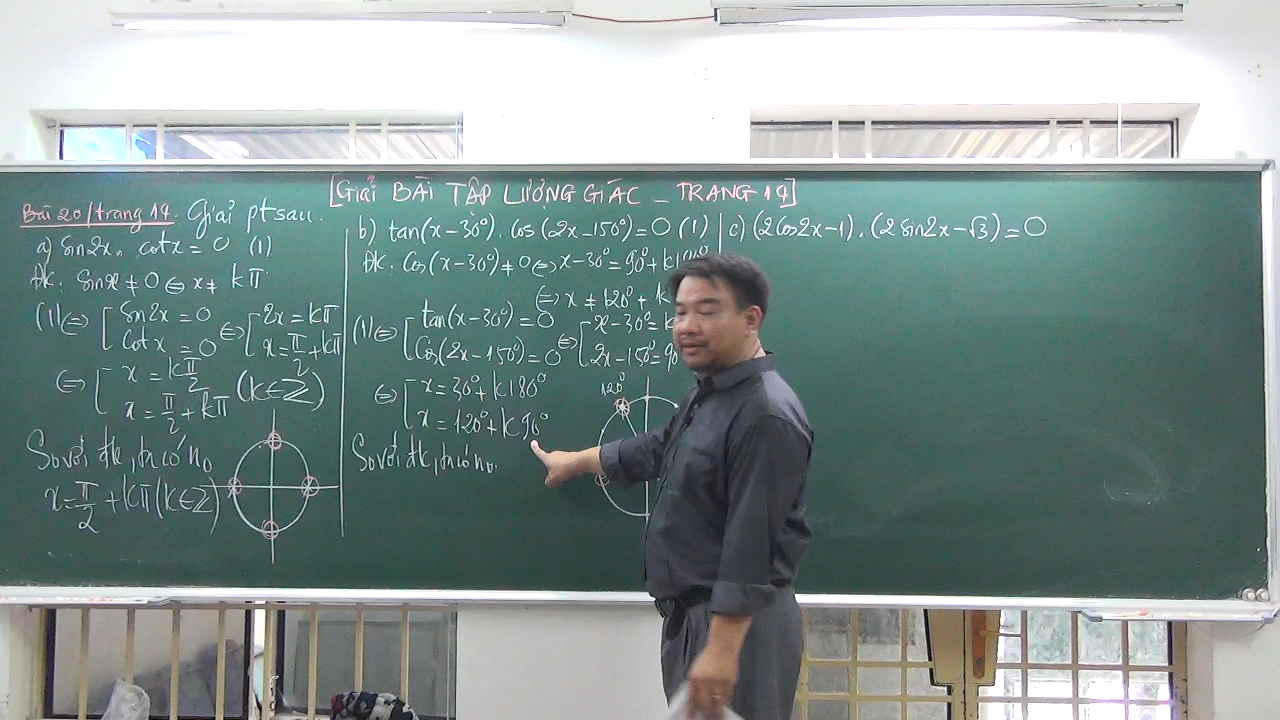 [Giải BÀI TẬP LƯỢNG GIÁC _ TRANG 14]
Bài 20/trang 14. Giải pt sau.
a) sin2x. cotx = 0 (1)
ĐK: sinx ≠ 0 ⇔ x ≠ kπ
(1) ⇔ [ sin2x = 0 ⇔ [ 2x = kπ
cotx = 0 x = π/2 + kπ
⇔ [ x = kπ/2
x = π/2 + kπ (k∈ℤ)
So với đk, ta có n₀
x = π/2 + kπ (k∈ℤ)
b) tan(x-30°). cos(2x-150°) = 0 (1)
ĐK. cos(x-30°) ≠ 0 ⇔ x-30° = 90° + k180°
⇔ x ≠ 120° + k
(1) ⇔ [ tan(x-30°) = 0 ⇔ [ x-30° = k
cos(2x-150°) = 0 2x-150° = 90
⇔ [ x = 30° + k180°
x = 120° + k90°
So với đk, ta có n₀.
120°
c) (2cos2x-1). (2sin2x-√3) = 0